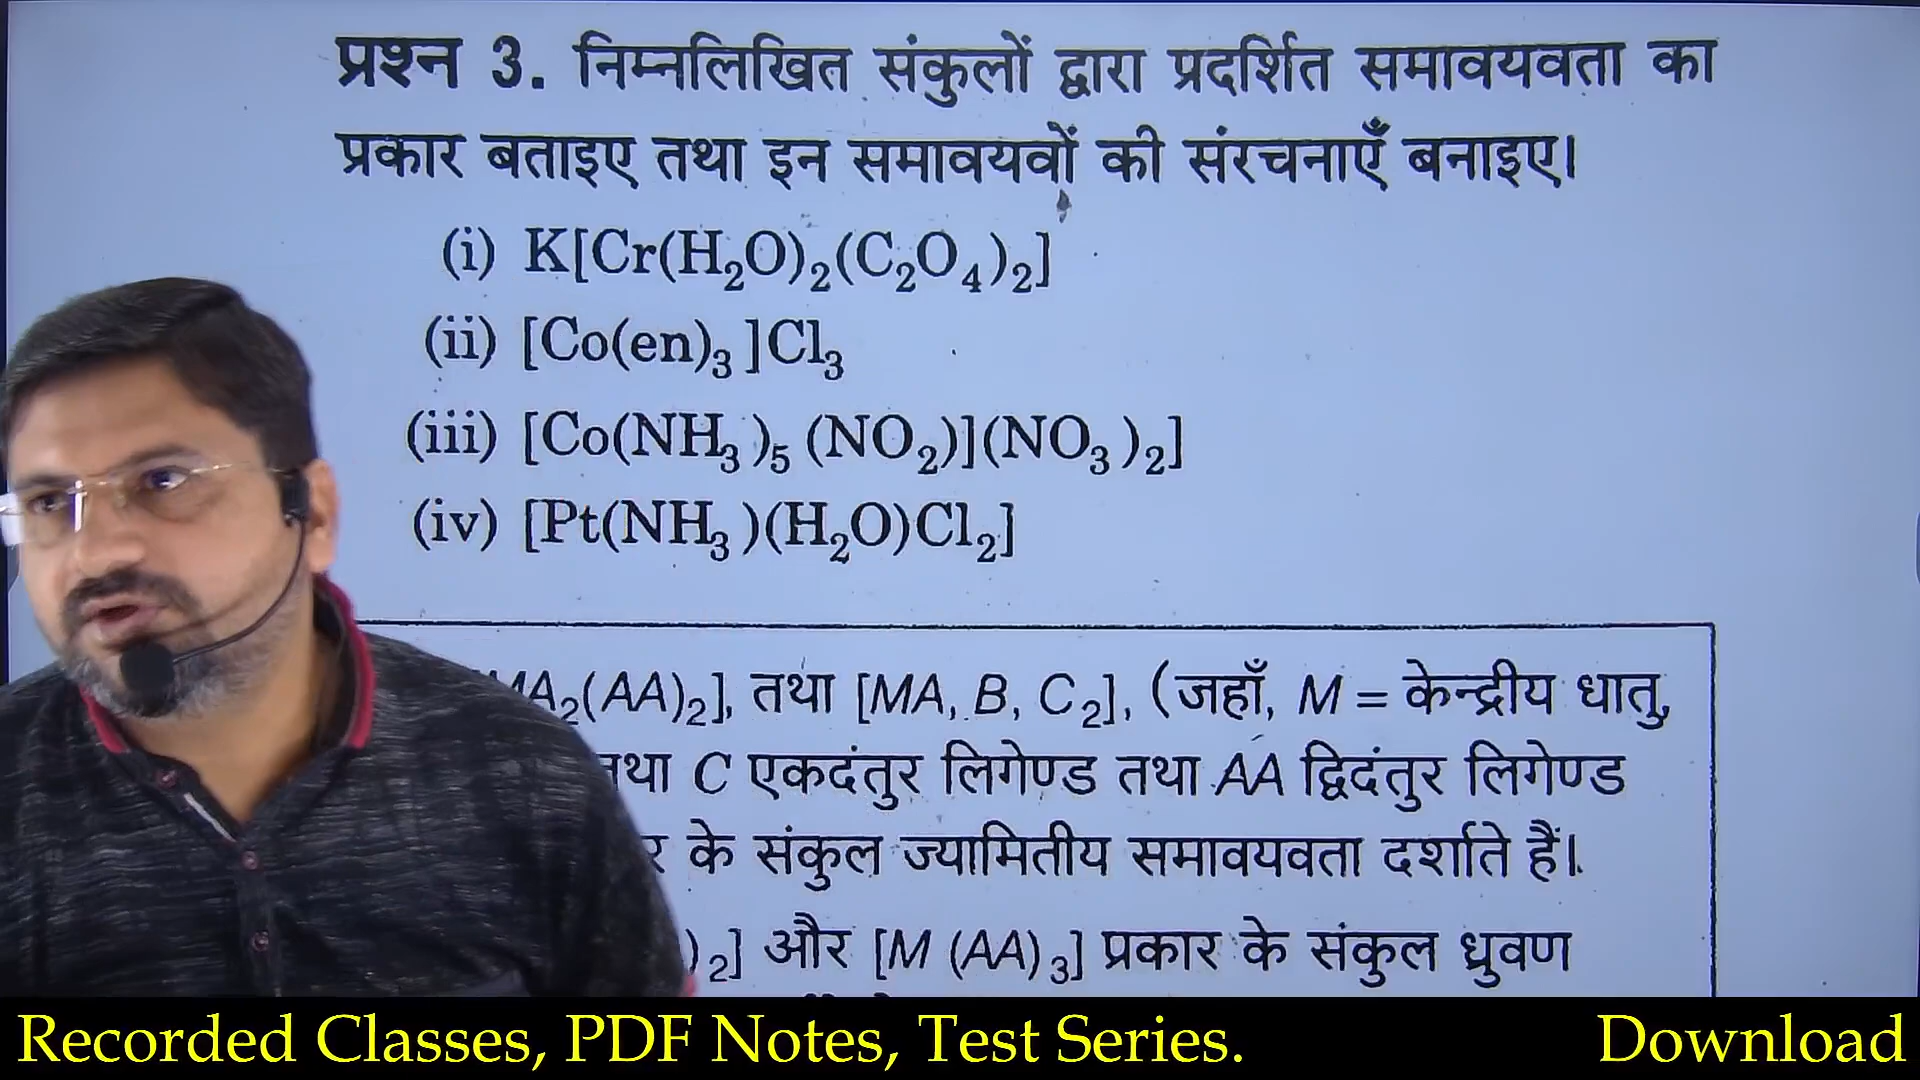 प्रश्न 3. निम्नलिखित संकुलों द्वारा प्रदर्शित समावयवता का
प्रकार बताइए तथा इन समावयवों की संरचनाएँ बनाइए।
(i) K[Cr(H₂O)₂(C₂O₄)₂]
(ii) [Co(en)₃]Cl₃
(iii) [Co(NH₃)₅(NO₂)](NO₃)₂]
(iv) [Pt(NH₃)(H₂O)Cl₂]
MA₂(AA)₂], तथा [MA, B, C₂], (जहाँ, M = केन्द्रीय धातु,
तथा C एकदंतुर लिगेण्ड तथा AA द्विदंतुर लिगेण्ड
के संकुल ज्यामितीय समावयवता दर्शाते हैं।
)₂] और [M (AA)₃] प्रकार के संकुल ध्रुवण
Recorded Classes, PDF Notes, Test Series. Download